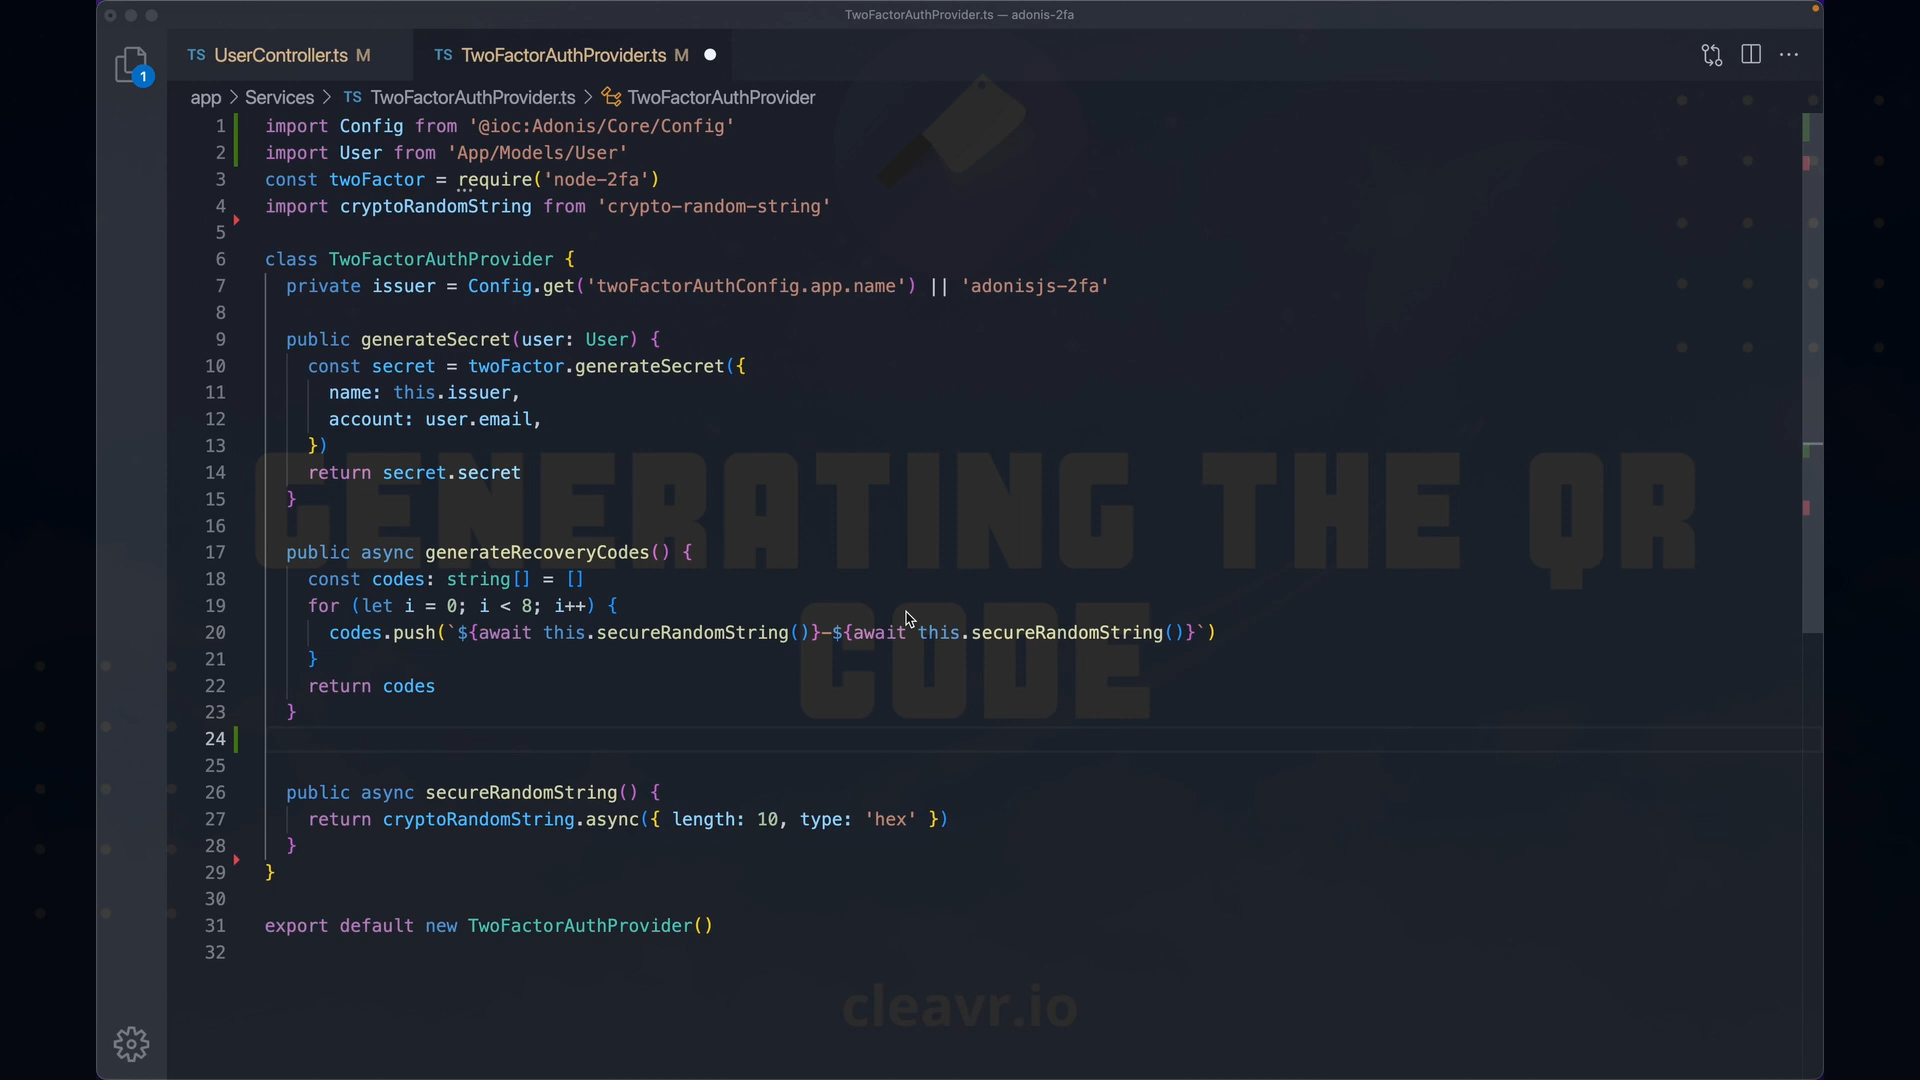 TwoFactorAuthProvider.ts — adonis-2fa
TS UserController.ts M
TS TwoFactorAuthProvider.ts M
1
app > Services > TS TwoFactorAuthProvider.ts > TwoFactorAuthProvider
1 import Config from '@ioc:Adonis/Core/Config'
2 import User from 'App/Models/User'
3 const twoFactor = require('node-2fa')
4 import cryptoRandomString from 'crypto-random-string'
5
6 class TwoFactorAuthProvider {
7 private issuer = Config.get('twoFactorAuthConfig.app.name') || 'adonisjs-2fa'
8
9 public generateSecret(user: User) {
10 const secret = twoFactor.generateSecret({
11 name: this.issuer,
12 account: user.email,
13 })
14 return secret.secret
15 }
16
17 public async generateRecoveryCodes() {
18 const codes: string[] = []
19 for (let i = 0; i < 8; i++) {
20 codes.push(`${await this.secureRandomString()}-${await this.secureRandomString()}`)
21 }
22 return codes
23 }
24
25
26 public async secureRandomString() {
27 return cryptoRandomString.async({ length: 10, type: 'hex' })
28 }
29 }
30
31 export default new TwoFactorAuthProvider()
32
GENERATING THE QR
CODE
cleavr.io